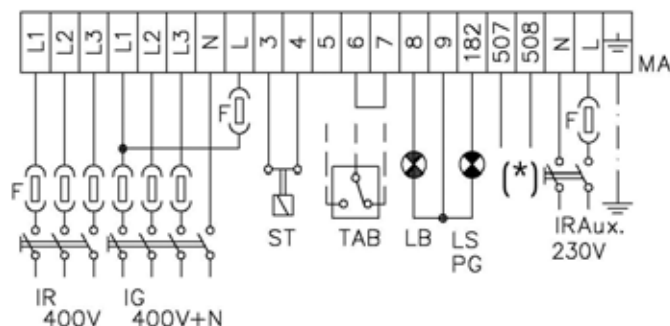 L1 L2 L3 L1 L2 L3 N L 3 4 5 6 7 8 9 182 507 508 N L
MA
F F
F (*)
ST TAB LB LS IRAux.
PG 230V
IR IG
400V 400V+N